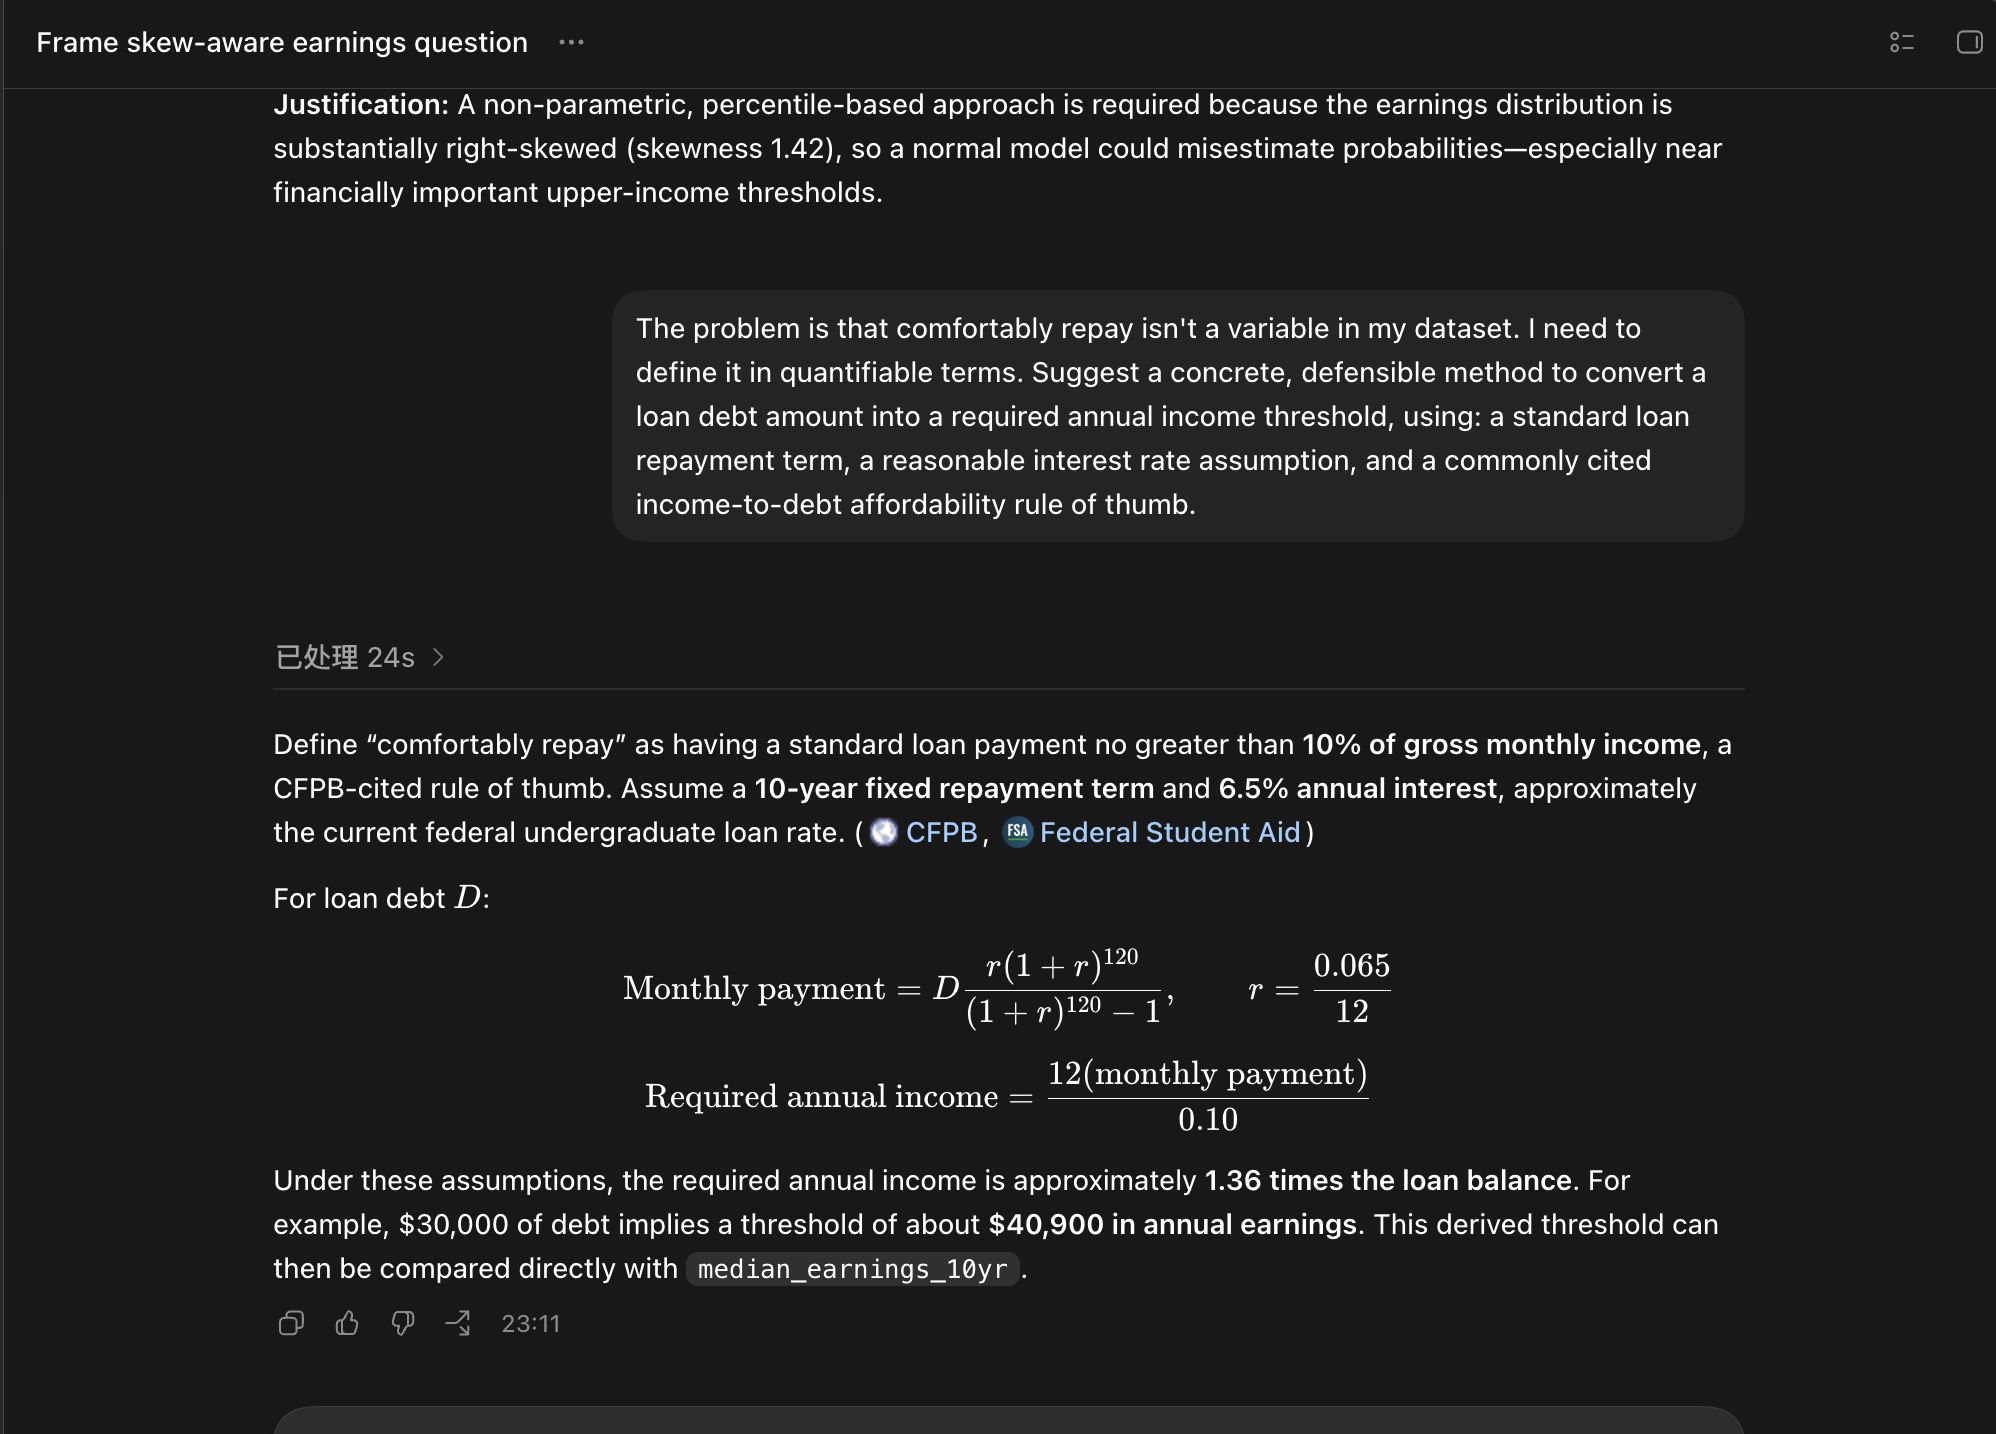 Frame skew-aware earnings question
Justification: A non-parametric, percentile-based approach is required because the earnings distribution is
substantially right-skewed (skewness 1.42), so a normal model could misestimate probabilities—especially near
financially important upper-income thresholds.
The problem is that comfortably repay isn't a variable in my dataset. I need to
define it in quantifiable terms. Suggest a concrete, defensible method to convert a
loan debt amount into a required annual income threshold, using: a standard loan
repayment term, a reasonable interest rate assumption, and a commonly cited
income-to-debt affordability rule of thumb.
已处理 24s
Define “comfortably repay” as having a standard loan payment no greater than 10% of gross monthly income, a
CFPB-cited rule of thumb. Assume a 10-year fixed repayment term and 6.5% annual interest, approximately
the current federal undergraduate loan rate. ( CFPB, FSA Federal Student Aid)
For loan debt D:
Monthly payment = D r(1 + r)^120 / (1 + r)^120 − 1, r = 0.065 / 12
Required annual income = 12(monthly payment) / 0.10
Under these assumptions, the required annual income is approximately 1.36 times the loan balance. For
example, $30,000 of debt implies a threshold of about $40,900 in annual earnings. This derived threshold can
then be compared directly with median_earnings_10yr.
23:11